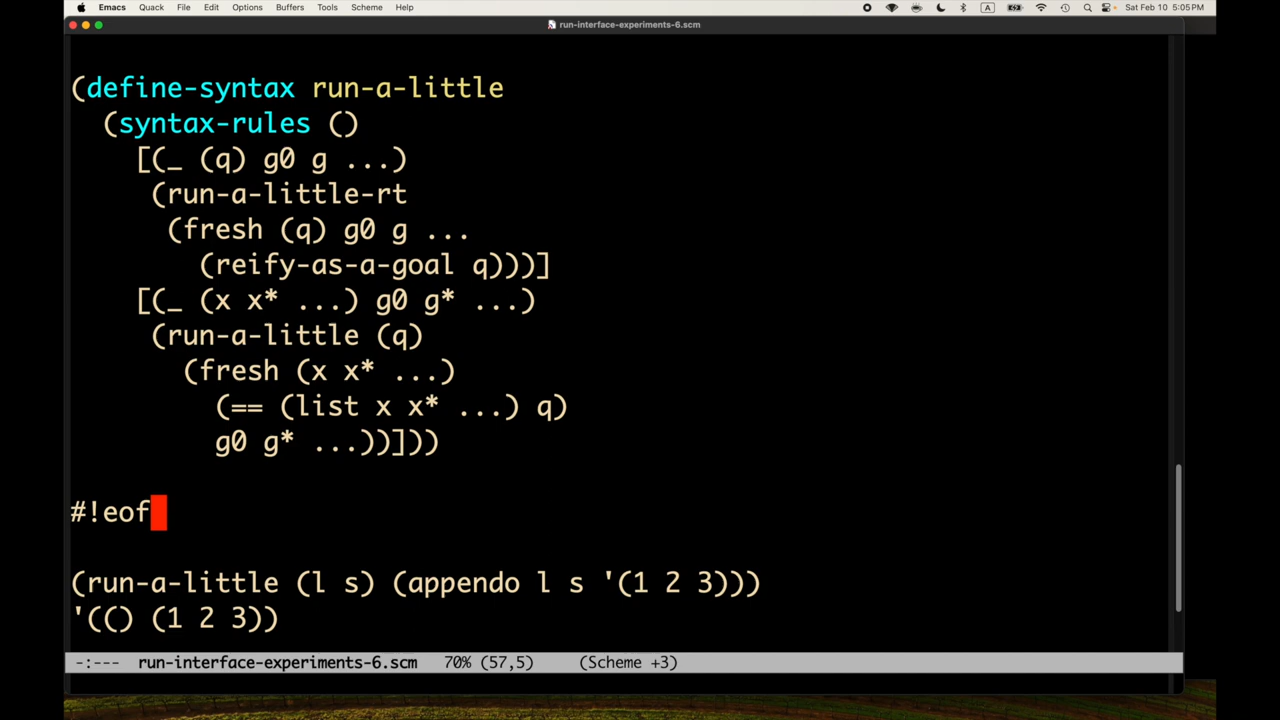 Emacs Quack File Edit Options Buffers Tools Scheme Help A Sat Feb 10 5:05 PM
run-interface-experiments-6.scm
(define-syntax run-a-little
(syntax-rules ()
[(_ (q) g0 g ...)
(run-a-little-rt
(fresh (q) g0 g ...
(reify-as-a-goal q)))]
[(_ (x x* ...) g0 g* ...)
(run-a-little (q)
(fresh (x x* ...)
(== (list x x* ...) q)
g0 g* ...))]))
#!eof
(run-a-little (l s) (appendo l s '(1 2 3)))
'(() (1 2 3))
-:--- run-interface-experiments-6.scm 70% (57,5) (Scheme +3)